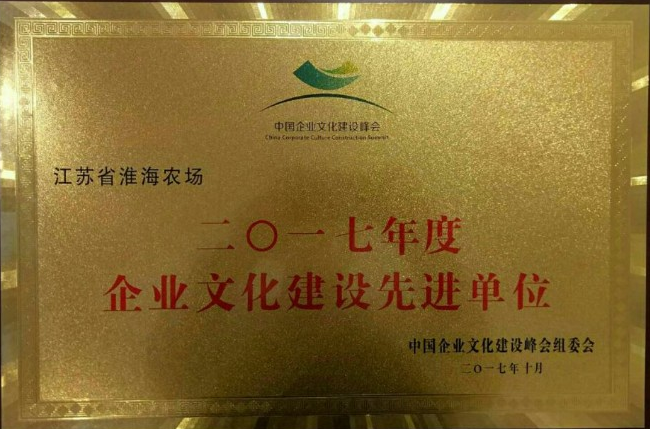 中国企业文化建设峰会
China Corporate Culture Construction Summit
江苏省淮海农场
二〇一七年度
企业文化建设先进单位
中国企业文化建设峰会组委会
二〇一七年十月